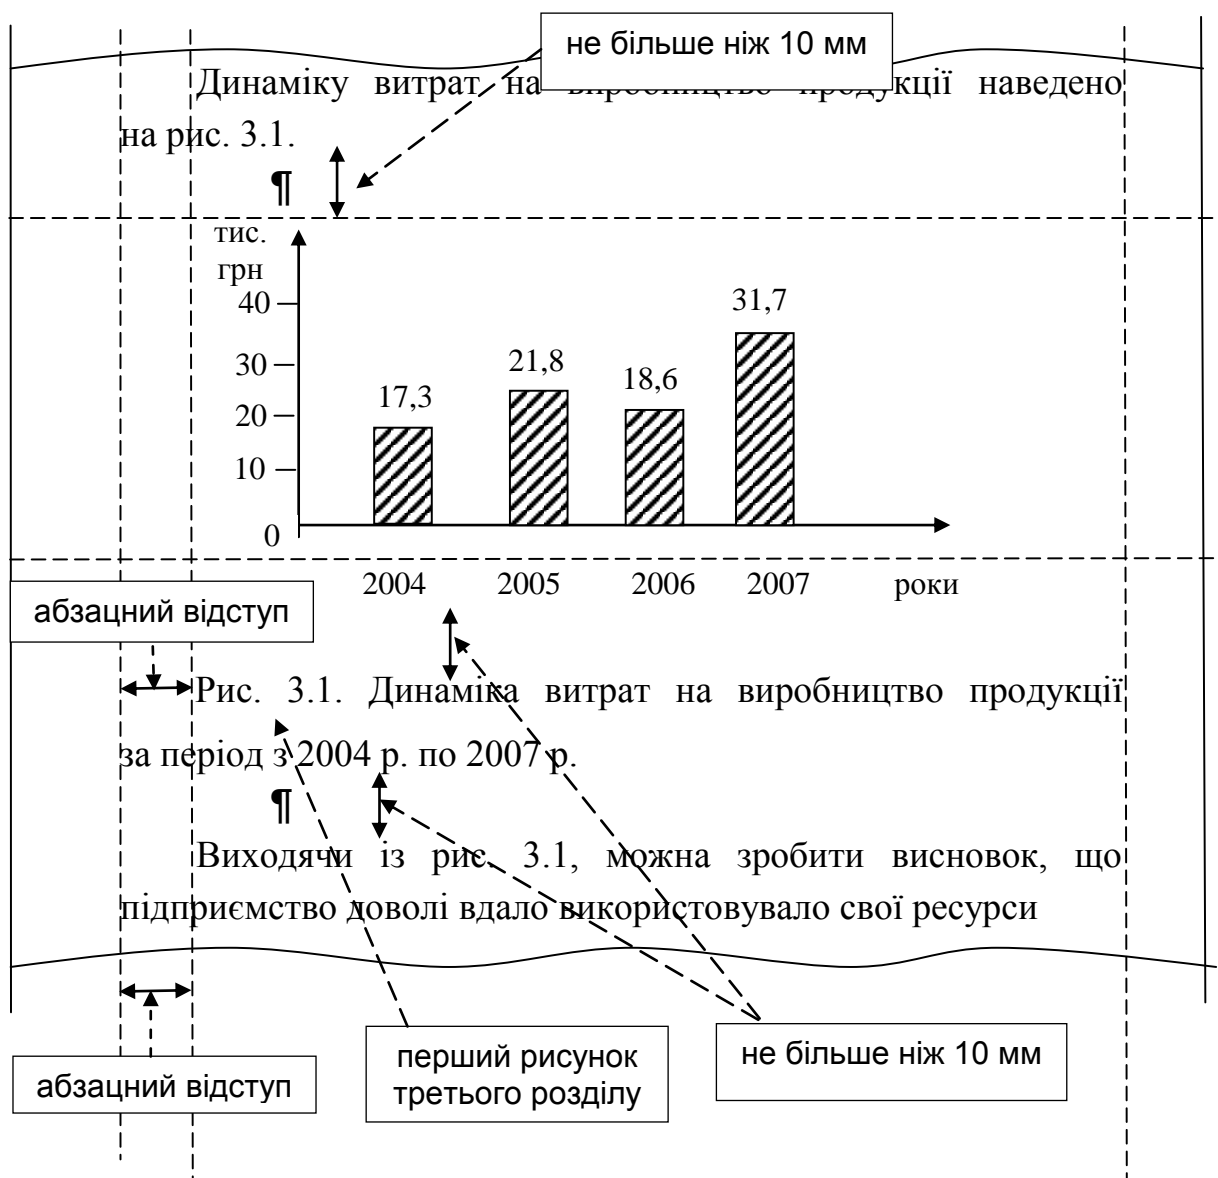 не більше ніж 10 мм
Динаміку витрат на виробництво продукції наведено
на рис. 3.1.
¶
тис.
грн
40
31,7
30
21,8
18,6
17,3
20
10
0
2004 2005 2006 2007 роки
абзацний відступ
Рис. 3.1. Динаміка витрат на виробництво продукції
за період з 2004 р. по 2007 р.
¶
Виходячи із рис. 3.1, можна зробити висновок, що
підприємство доволі вдало використовувало свої ресурси
перший рисунок
третього розділу
не більше ніж 10 мм
абзацний відступ